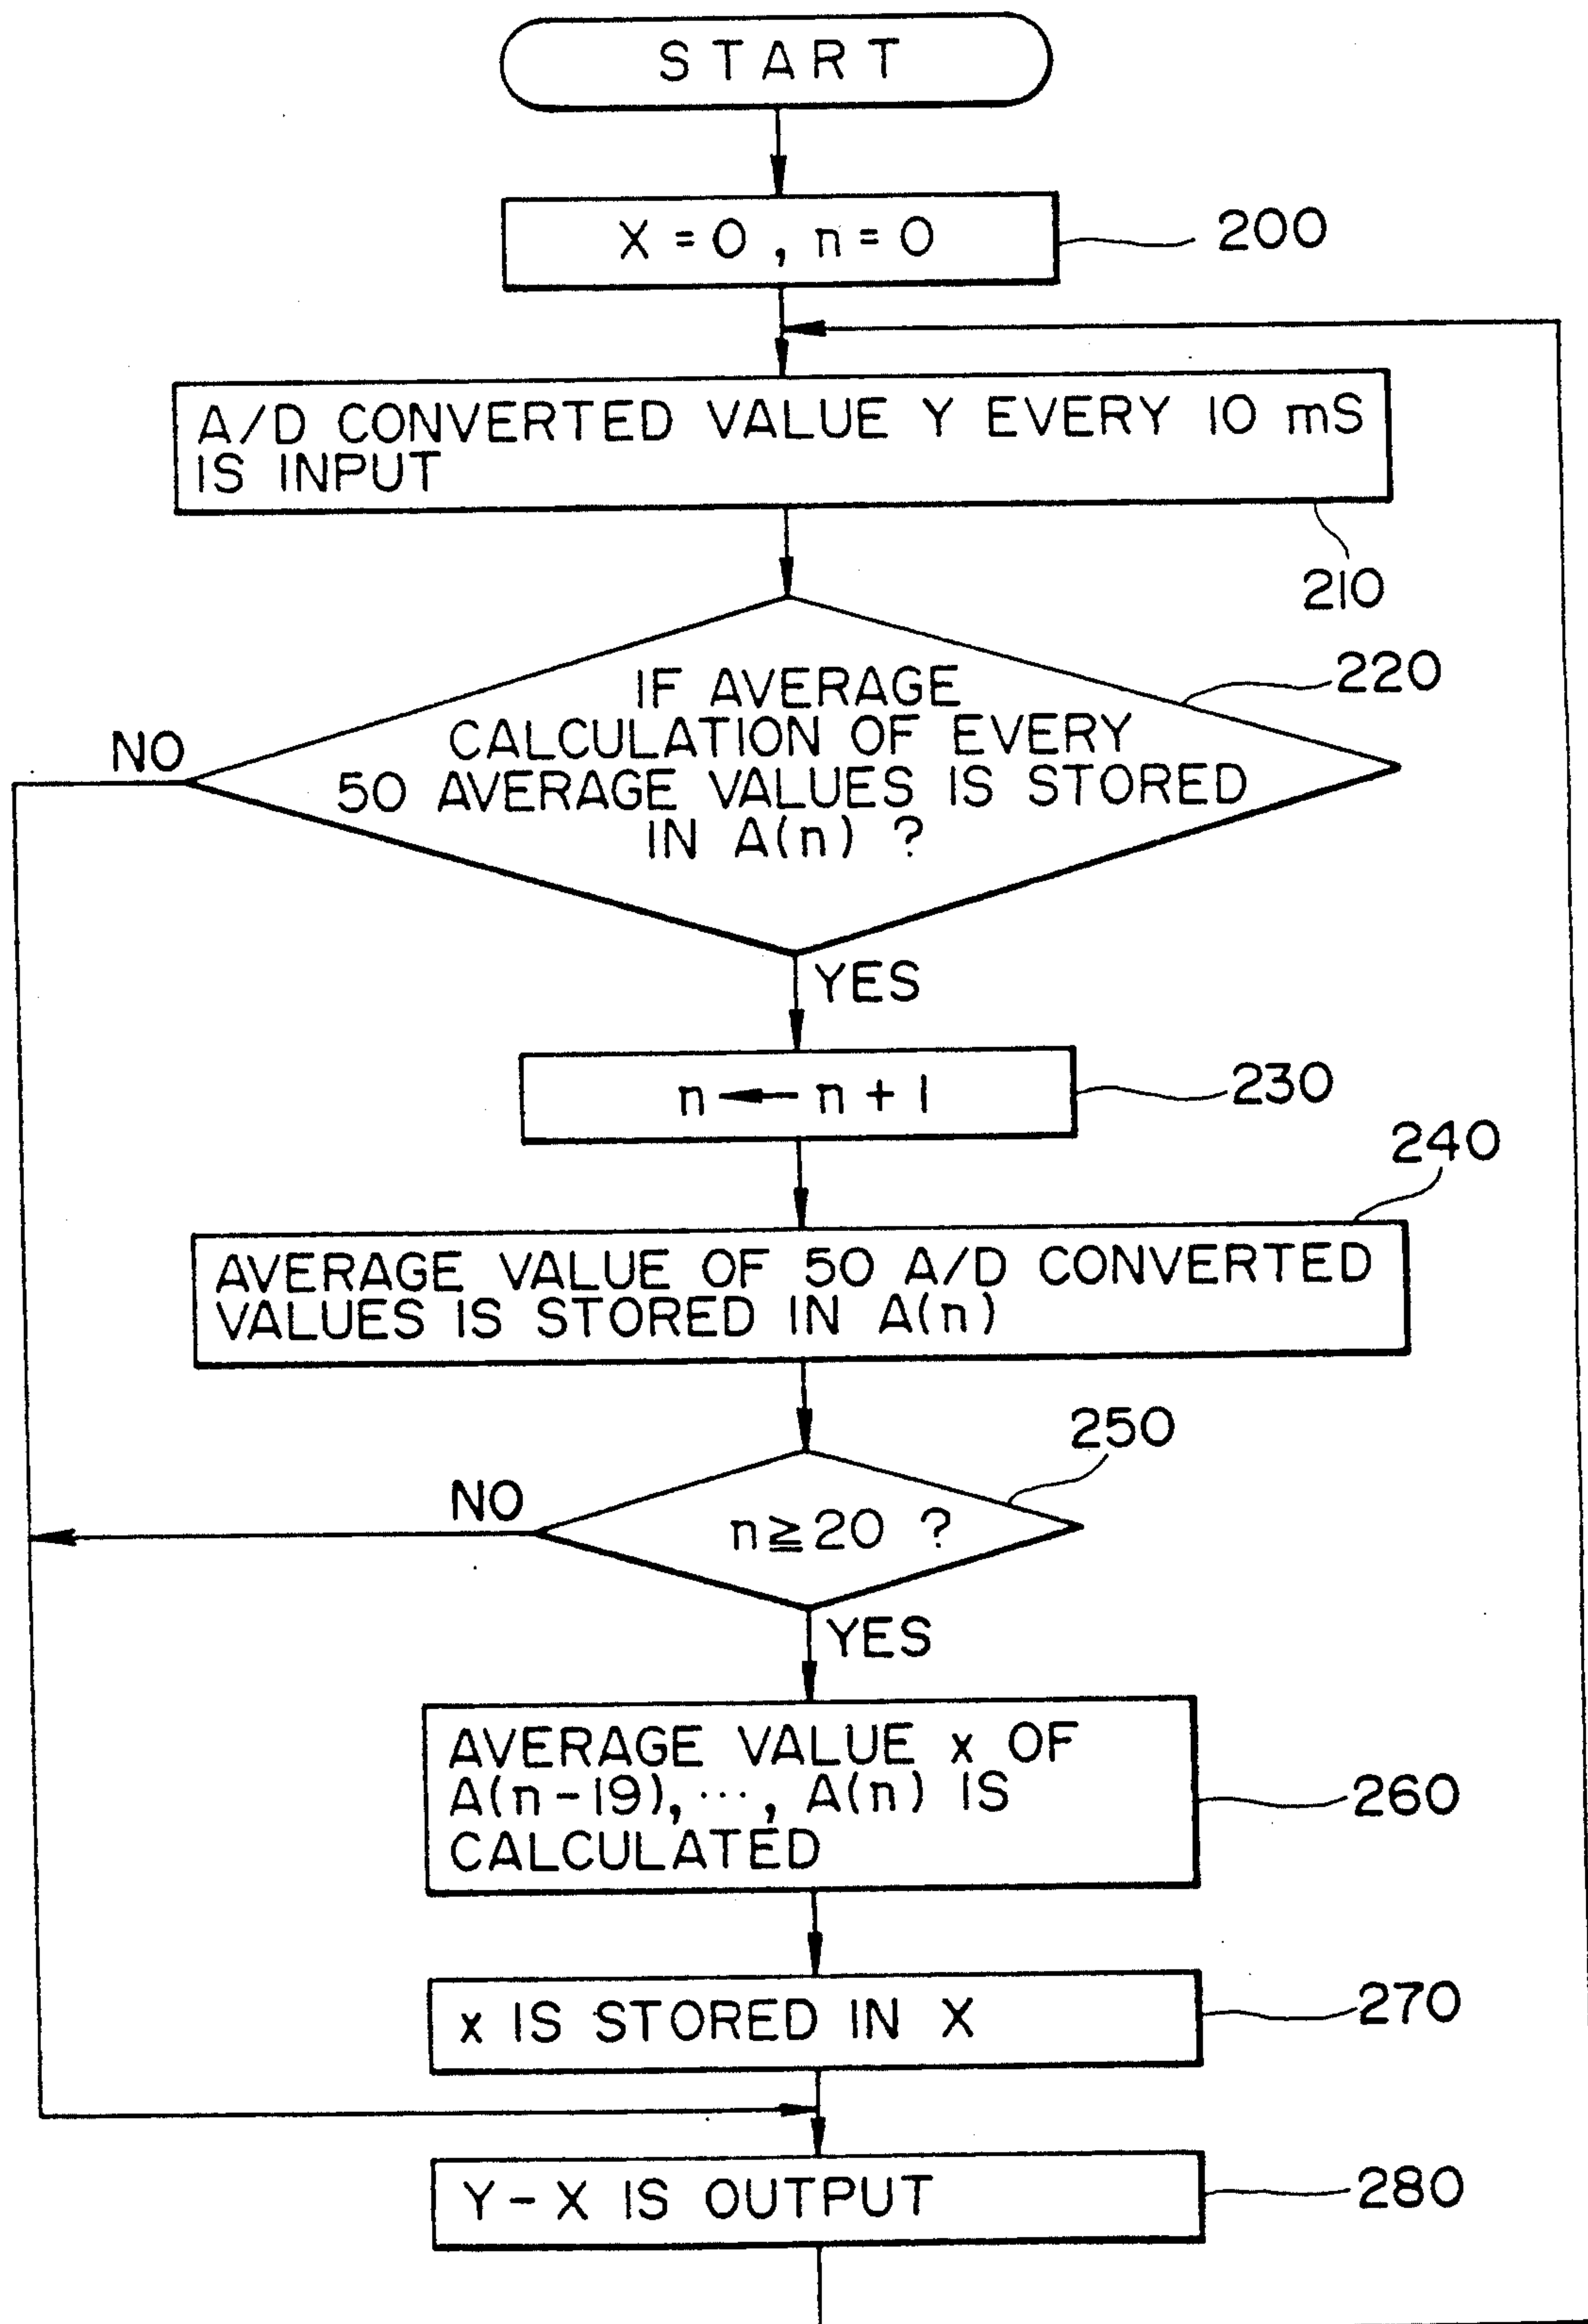 START
X = 0 , n = 0
200
A/D CONVERTED VALUE Y EVERY 10 mS
IS INPUT
210
220
IF AVERAGE
CALCULATION OF EVERY
50 AVERAGE VALUES IS STORED
IN A(n) ?
NO
YES
n ← n + 1
230
240
AVERAGE VALUE OF 50 A/D CONVERTED
VALUES IS STORED IN A(n)
250
NO
n ≧ 20 ?
YES
AVERAGE VALUE x OF
A(n-19), ···, A(n) IS
CALCULATED
260
x IS STORED IN X
270
Y - X IS OUTPUT
280